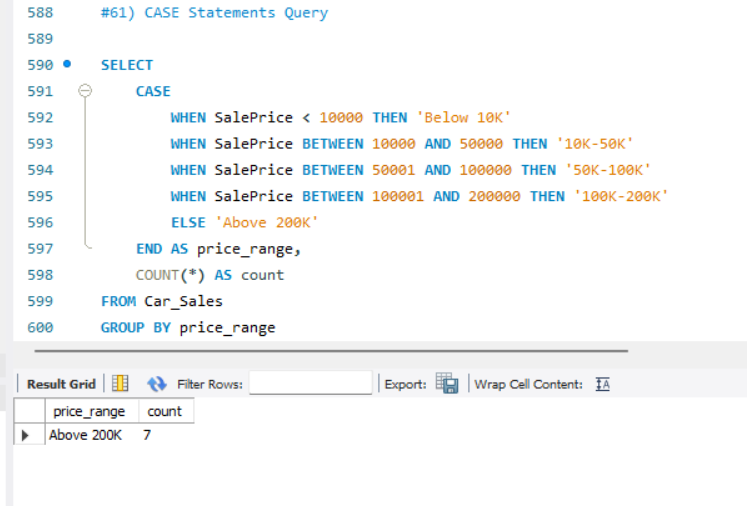 588 #61) CASE Statements Query
589
590 SELECT
591 CASE
592 WHEN SalePrice < 10000 THEN 'Below 10K'
593 WHEN SalePrice BETWEEN 10000 AND 50000 THEN '10K-50K'
594 WHEN SalePrice BETWEEN 50001 AND 100000 THEN '50K-100K'
595 WHEN SalePrice BETWEEN 100001 AND 200000 THEN '100K-200K'
596 ELSE 'Above 200K'
597 END AS price_range,
598 COUNT(*) AS count
599 FROM Car_Sales
600 GROUP BY price_range
Result Grid Filter Rows: Export: Wrap Cell Content: IA
price_range count
Above 200K 7